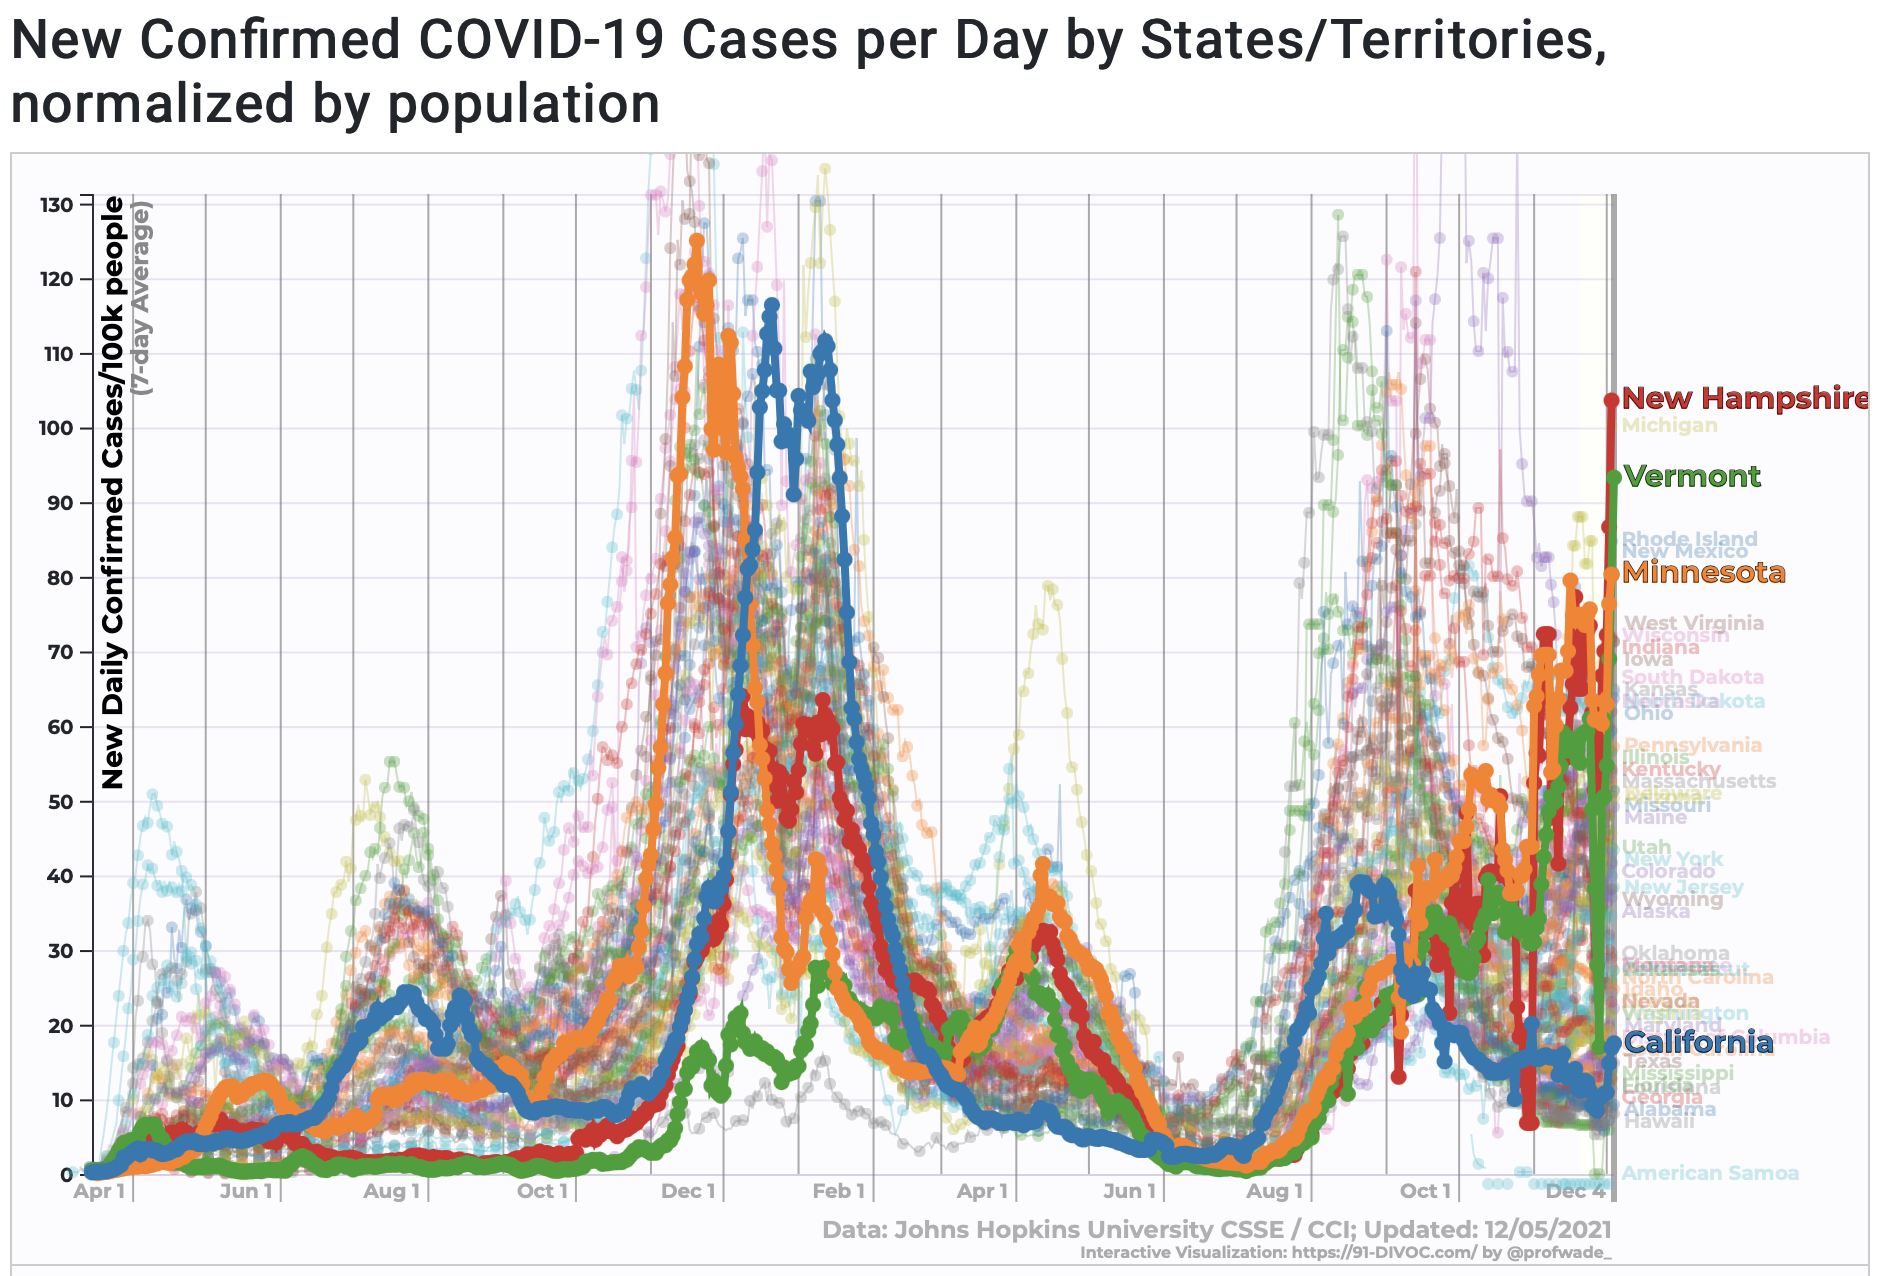 New Confirmed COVID-19 Cases per Day by States/Territories,
normalized by population
New Daily Confirmed Cases/100k people
(7-day Average)
130
120
110
100
90
80
70
60
50
40
30
20
10
0
Apr 1
Jun 1
Aug 1
Oct 1
Dec 1
Feb 1
Apr 1
Jun 1
Aug 1
Oct 1
Dec 4
New Hampshire
Michigan
Vermont
Rhode Island
New Mexico
Minnesota
West Virginia
Wisconsin
Indiana
Iowa
South Dakota
Kansas
Ohio
Pennsylvania
Illinois
Kentucky
Massachusetts
Missouri
Maine
Utah
New York
Colorado
New Jersey
Wyoming
Alaska
Oklahoma
North Carolina
Idaho
Nevada
Washington
California
Texas
Mississippi
Georgia
Alabama
Hawaii
American Samoa
Data: Johns Hopkins University CSSE / CCI; Updated: 12/05/2021
Interactive Visualization: https://91-DIVOC.com/ by @profwade_